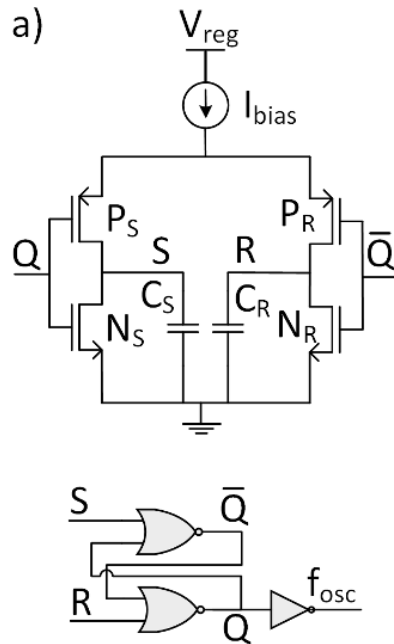 a)
V_reg
I_bias
P_S
P_R
S
R
Q
Q̅
C_S
C_R
N_S
N_R
S
Q̅
R
Q
f_osc